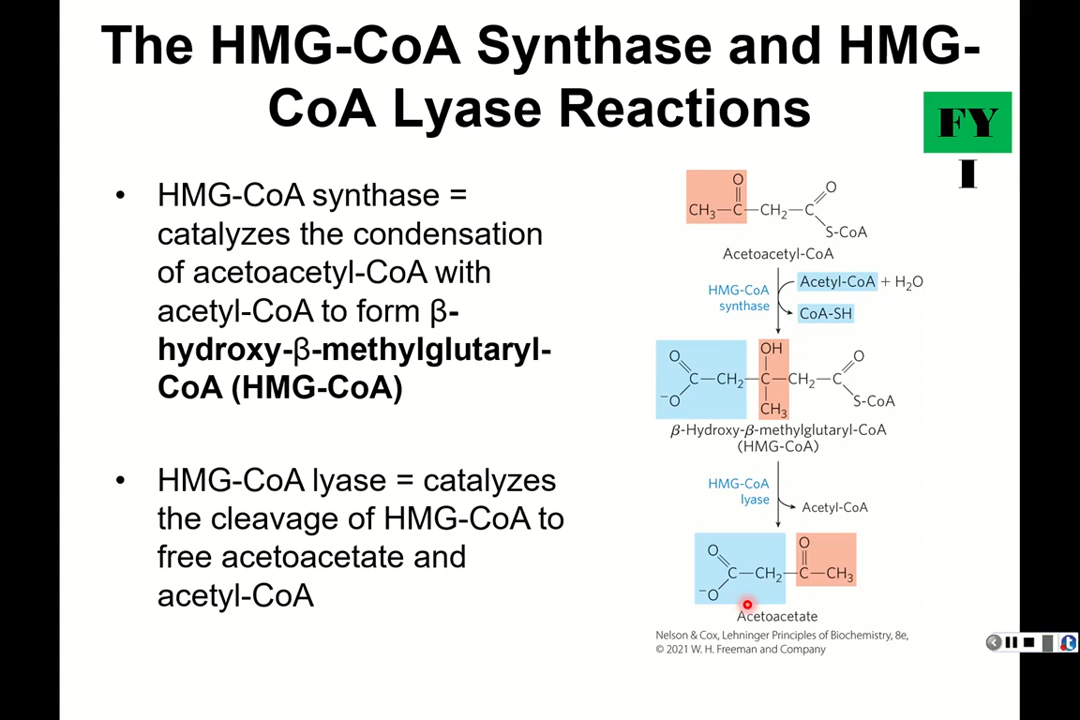 The HMG-CoA Synthase and HMG-
CoA Lyase Reactions
FY
I
• HMG-CoA synthase =
catalyzes the condensation
of acetoacetyl-CoA with
acetyl-CoA to form β-
hydroxy-β-methylglutaryl-
CoA (HMG-CoA)
• HMG-CoA lyase = catalyzes
the cleavage of HMG-CoA to
free acetoacetate and
acetyl-CoA
O O
CH₃—C—CH₂—C
S-CoA
Acetoacetyl-CoA
HMG-CoA
synthase
Acetyl-CoA + H₂O
CoA-SH
O OH O
C—CH₂—C—CH₂—C
⁻O CH₃ S-CoA
β-Hydroxy-β-methylglutaryl-CoA
(HMG-CoA)
HMG-CoA
lyase
Acetyl-CoA
O O
C—CH₂—C—CH₃
⁻O
Acetoacetate
Nelson & Cox, Lehninger Principles of Biochemistry, 8e,
© 2021 W. H. Freeman and Company
t